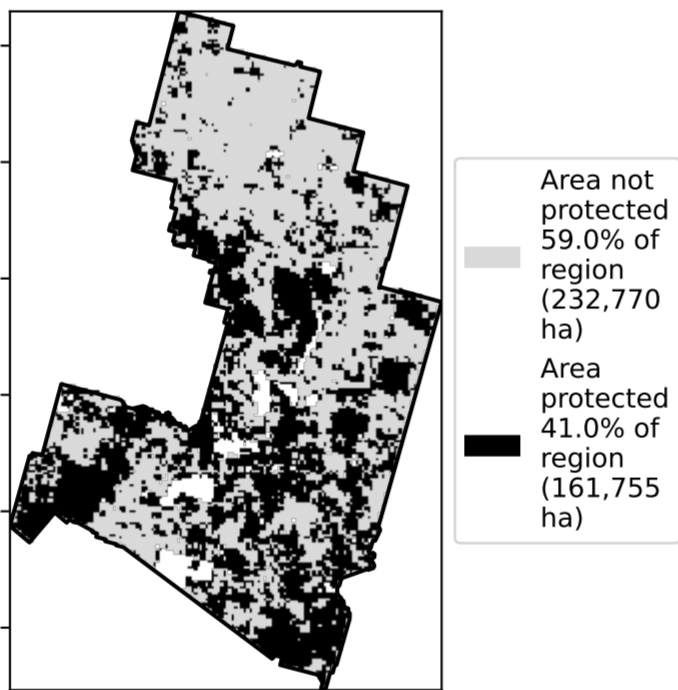 Area not
protected
59.0% of
region
(232,770
ha)
Area
protected
41.0% of
region
(161,755
ha)